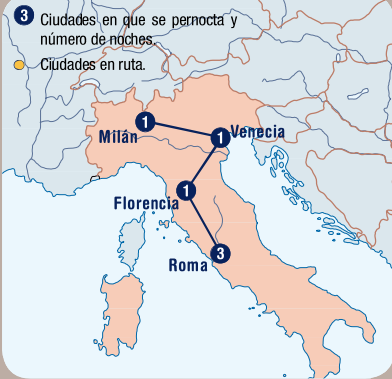 3 Ciudades en que se pernocta y
número de noches.
Ciudades en ruta.
1
Milán
1 Venecia
1
Florencia
3
Roma